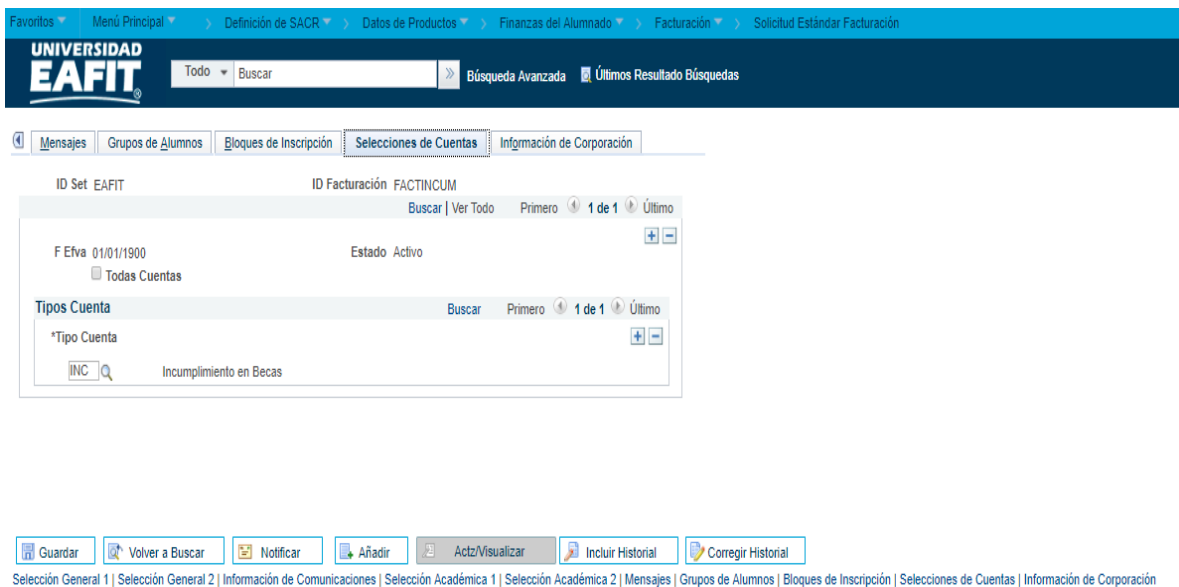 Favoritos Menú Principal > Definición de SACR > Datos de Productos > Finanzas del Alumnado > Facturación > Solicitud Estándar Facturación
UNIVERSIDAD
EAFIT®
Todo Buscar » Búsqueda Avanzada Últimos Resultado Búsquedas
Mensajes Grupos de Alumnos Bloques de Inscripción Selecciones de Cuentas Información de Corporación
ID Set EAFIT ID Facturación FACTINCUM
Buscar | Ver Todo Primero 1 de 1 Último
F Efva 01/01/1900 Estado Activo
Todas Cuentas
Tipos Cuenta Buscar Primero 1 de 1 Último
*Tipo Cuenta
INC Incumplimiento en Becas
Guardar Volver a Buscar Notificar Añadir Actz/Visualizar Incluir Historial Corregir Historial
Selección General 1 | Selección General 2 | Información de Comunicaciones | Selección Académica 1 | Selección Académica 2 | Mensajes | Grupos de Alumnos | Bloques de Inscripción | Selecciones de Cuentas | Información de Corporación